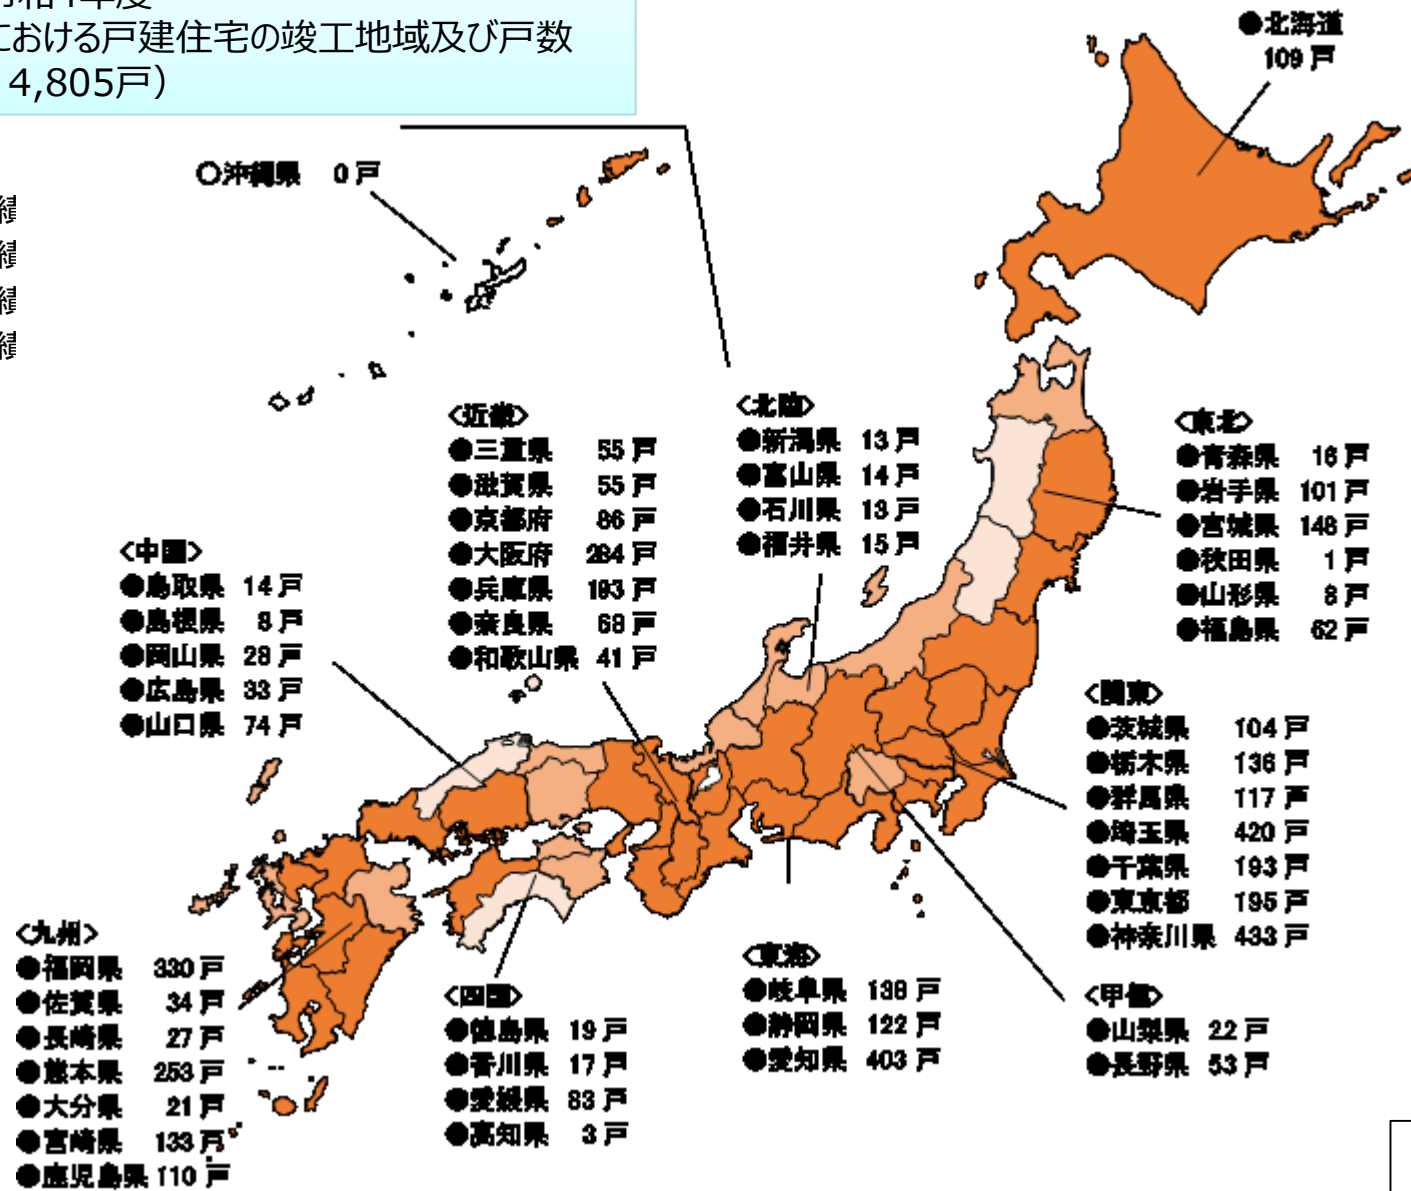 における戸建住宅の竣工地域及び戸数
4,805戸）
績
績
績
績
●北海道
109戸
○沖縄県 0戸
<近畿>
●三重県 55戸
●滋賀県 55戸
●京都府 86戸
●大阪府 284戸
●兵庫県 193戸
●奈良県 68戸
●和歌山県 41戸
<北陸>
●新潟県 13戸
●富山県 14戸
●石川県 13戸
●福井県 15戸
<東北>
●青森県 16戸
●岩手県 101戸
●宮城県 148戸
●秋田県 1戸
●山形県 8戸
●福島県 62戸
<中国>
●鳥取県 14戸
●島根県 8戸
●岡山県 28戸
●広島県 33戸
●山口県 74戸
<関東>
●茨城県 104戸
●栃木県 136戸
●群馬県 117戸
●埼玉県 420戸
●千葉県 193戸
●東京都 195戸
●神奈川県 433戸
<九州>
●福岡県 330戸
●佐賀県 34戸
●長崎県 27戸
●熊本県 253戸
●大分県 21戸
●宮崎県 133戸
●鹿児島県 110戸
<四国>
●徳島県 19戸
●香川県 17戸
●愛媛県 83戸
●高知県 3戸
<東海>
●岐阜県 138戸
●静岡県 122戸
●愛知県 403戸
<甲信>
●山梨県 22戸
●長野県 53戸